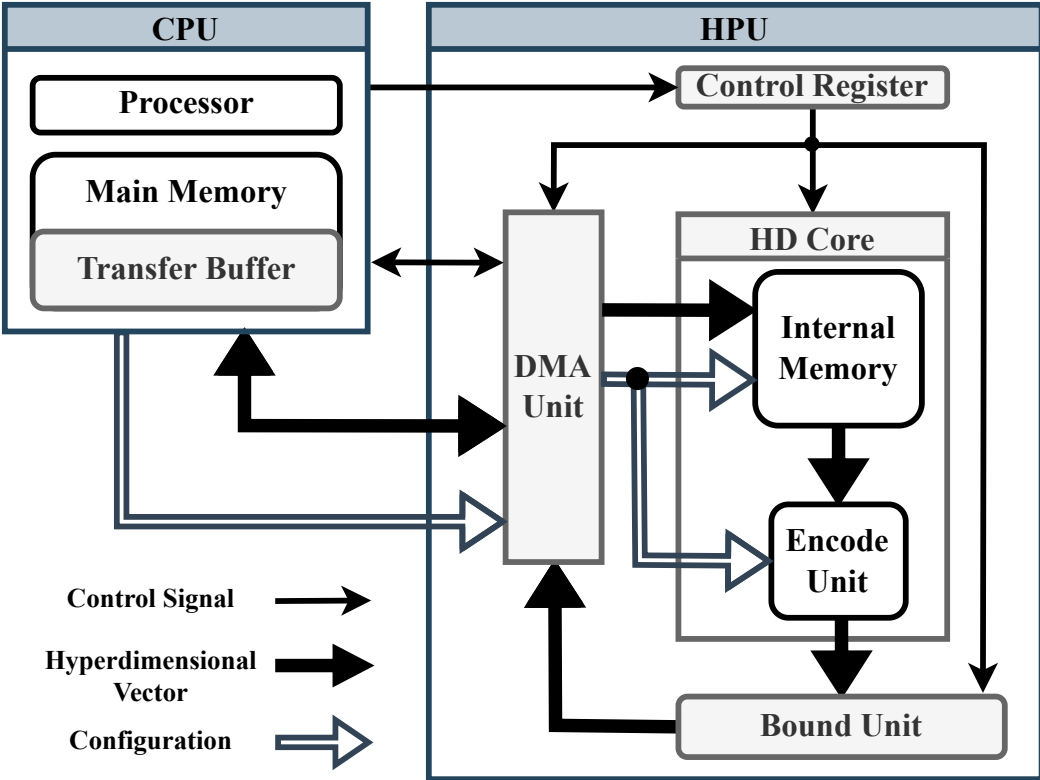 CPU
Processor
Main Memory
Transfer Buffer
HPU
Control Register
HD Core
DMA
Unit
Internal
Memory
Encode
Unit
Bound Unit
Control Signal
Hyperdimensional
Vector
Configuration